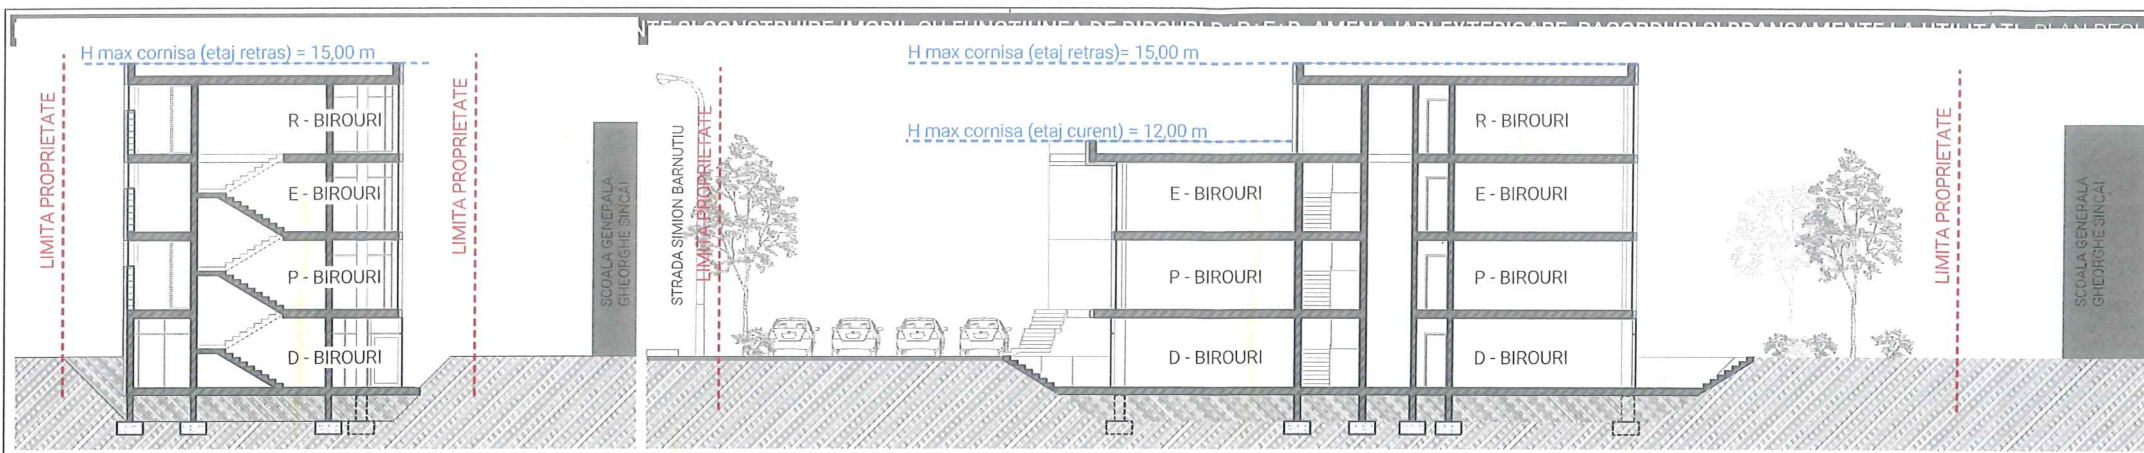 H max cornisa (etaj retras) = 15,00 m
LIMITA PROPRIETATE
LIMITA PROPRIETATE
R - BIROURI
E - BIROURI
P - BIROURI
D - BIROURI
SCOALA GENERALA
GHEORGHE SINCAI
H max cornisa (etaj retras)= 15,00 m
H max cornisa (etaj curent) = 12,00 m
STRADA SIMION BARNUTIU
LIMITA PROPRIETATE
R - BIROURI
E - BIROURI
E - BIROURI
P - BIROURI
P - BIROURI
D - BIROURI
D - BIROURI
LIMITA PROPRIETATE
SCOALA GENERALA
GHEORGHE SINCAI